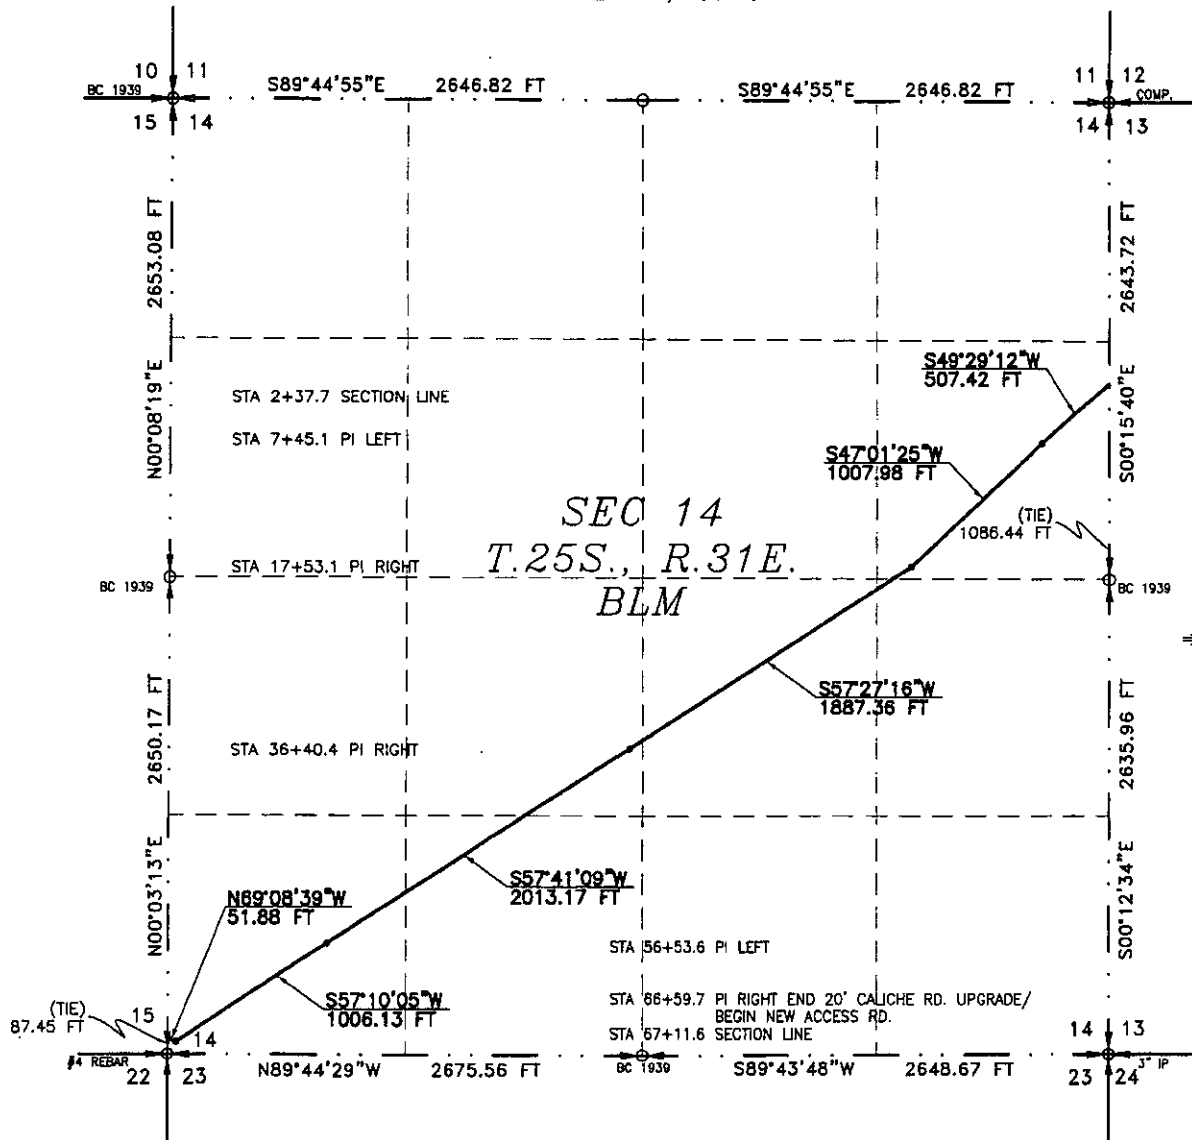 10 11
11 12
BC 1939
S89°44'55"E 2646.82 FT
S89°44'55"E 2646.82 FT
COMP.
15 14
14 13
2653.08 FT
2643.72 FT
N00°08'19"E
S00°15'40"E
S49°29'12"W
507.42 FT
STA 2+37.7 SECTION LINE
STA 7+45.1 PI LEFT
S47°01'25"W
1007.98 FT
SEC 14
T.25S., R.31E.
BLM
(TIE)
1086.44 FT
STA 17+53.1 PI RIGHT
BC 1939
BC 1939
S57°27'16"W
1887.36 FT
2650.17 FT
2635.96 FT
STA 36+40.4 PI RIGHT
N00°03'13"E
S00°12'34"E
S57°41'09"W
2013.17 FT
N69°08'39"W
51.88 FT
STA 56+53.6 PI LEFT
S57°10'05"W
1006.13 FT
STA 66+59.7 PI RIGHT END 20' CALICHE RD. UPGRADE/
BEGIN NEW ACCESS RD.
STA 67+11.6 SECTION LINE
(TIE)
87.45 FT
15
14
14 13
#4 REBAR
22 23
N89°44'29"W 2675.56 FT
BC 1939
S89°43'48"W 2648.67 FT
23 24
3" IP